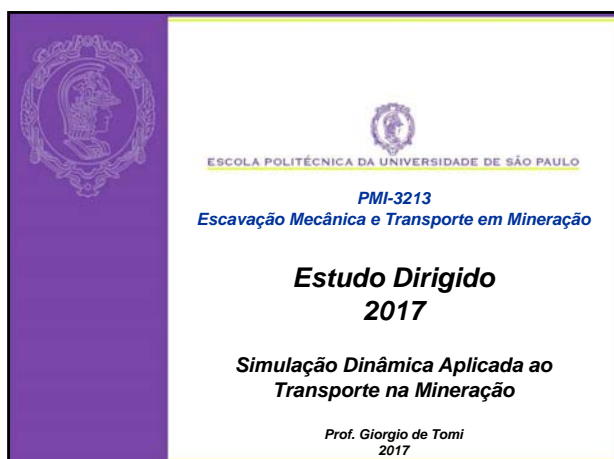 ESCOLA POLITÉCNICA DA UNIVERSIDADE DE SÃO PAULO
PMI-3213
Escavação Mecânica e Transporte em Mineração
Estudo Dirigido
2017
Simulação Dinâmica Aplicada ao
Transporte na Mineração
Prof. Giorgio de Tomi
2017